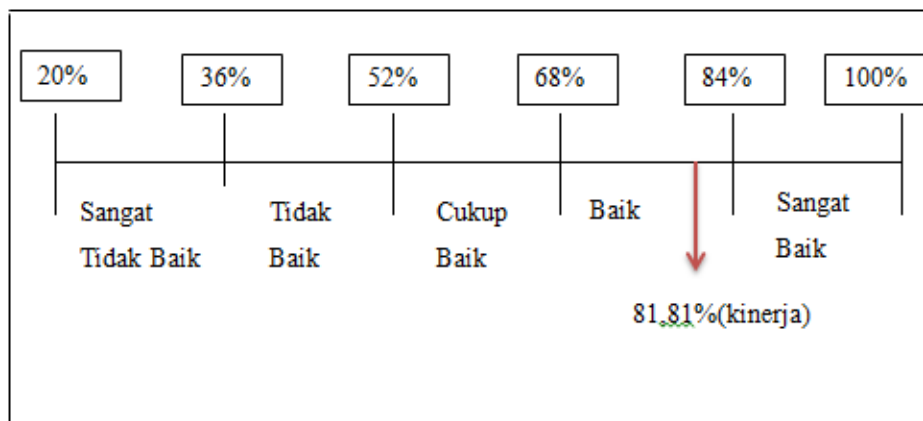 20% 36% 52% 68% 84% 100%
Sangat Tidak Cukup Baik Sangat
Tidak Baik Baik Baik Baik
81,81%(kinerja)